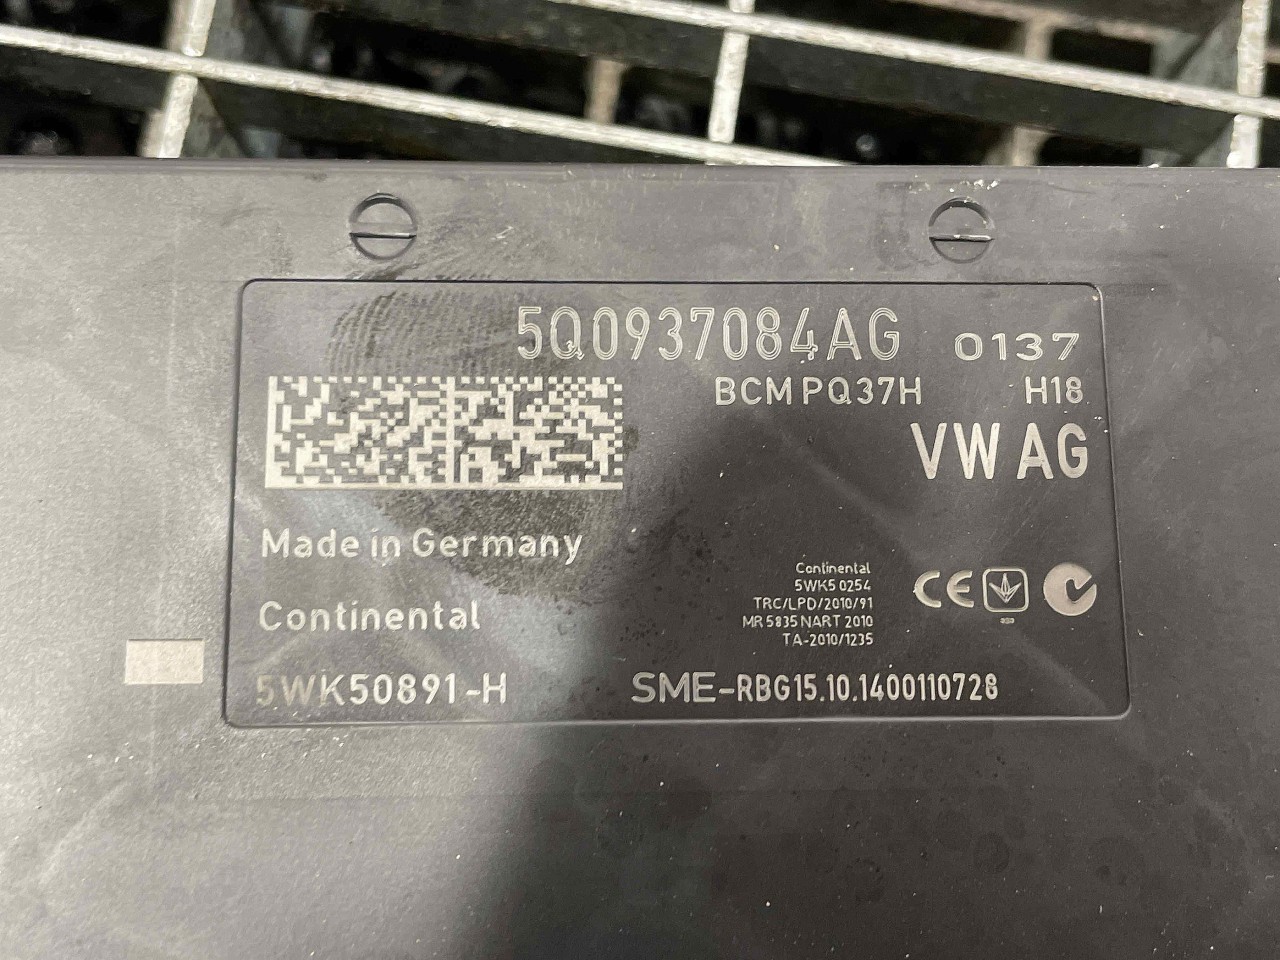 5Q0937084AG 0137
BCM PQ37H H18
VW AG
Made in Germany
Continental
5WK5 0254
TRC/LPD/2010/91
MR 5835 NART 2010
TA-2010/1235
CE
Continental
5WK50891-H
SME-RBG15.10.1400110728